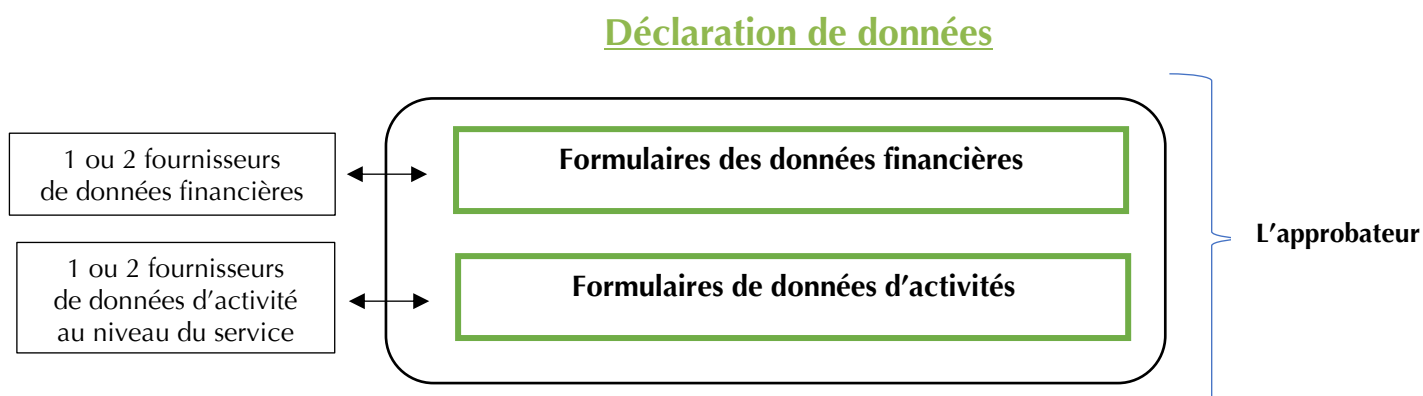 Déclaration de données
1 ou 2 fournisseurs
de données financières
Formulaires des données financières
L’approbateur
1 ou 2 fournisseurs
de données d’activité
au niveau du service
Formulaires de données d’activités